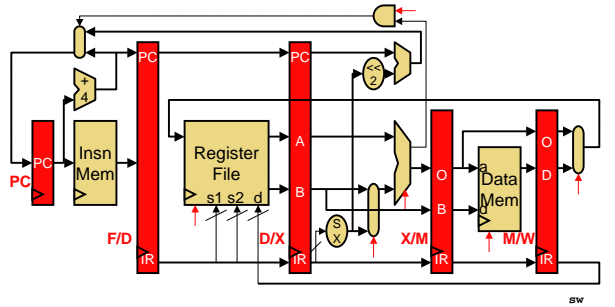 PC
PC
<<
2
+
4
PC
Insn
Mem
Register
File
A
O
O
a
Data
Mem
D
B
S
X
B
d
PC
s1 s2 d
F/D
D/X
X/M
M/W
IR
IR
IR
IR
sw